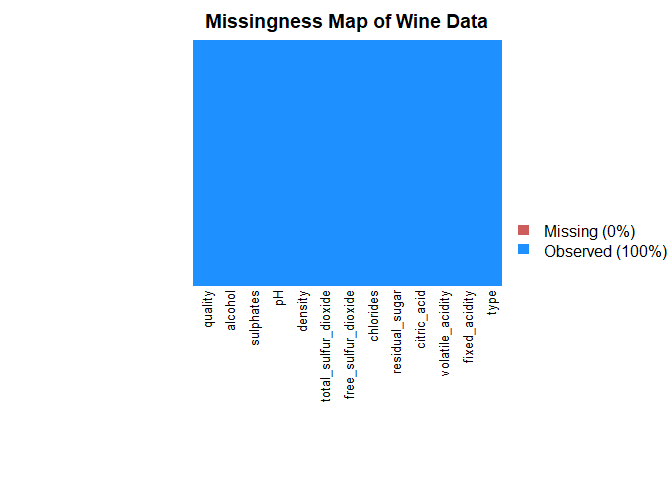 Missingness Map of Wine Data
Missing (0%)
Observed (100%)
quality
alcohol
sulphates
pH
density
total_sulfur_dioxide
free_sulfur_dioxide
chlorides
residual_sugar
citric_acid
volatile_acidity
fixed_acidity
type